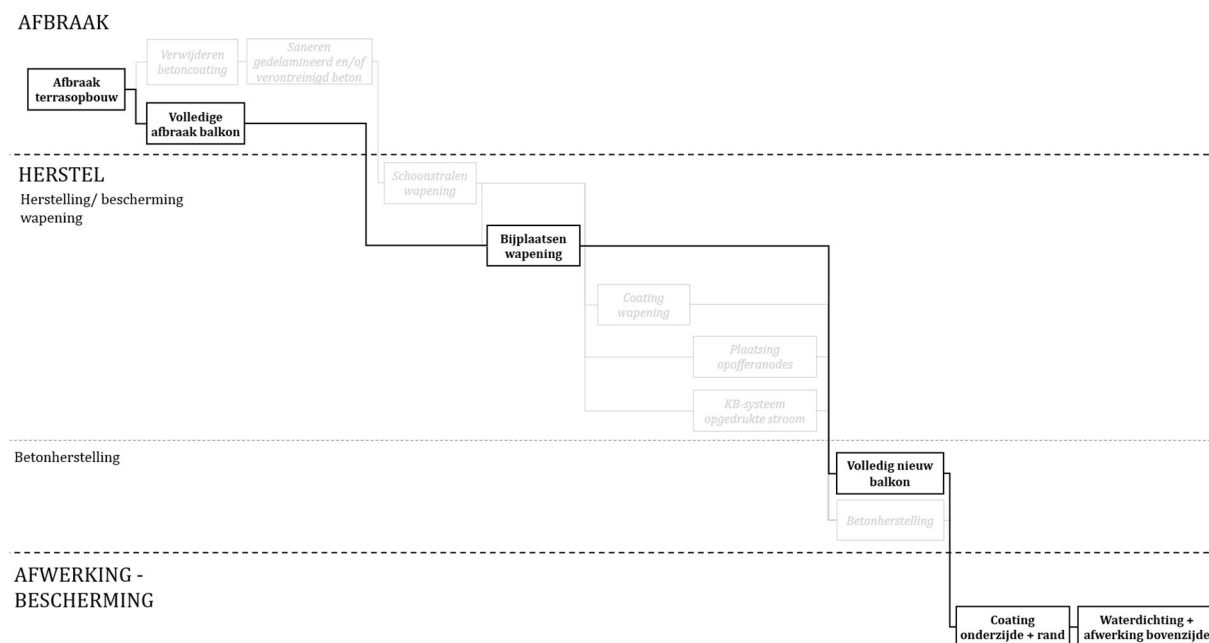 AFBRAAK
Verwijderen
betoncoating
Saneren
gedelamineerd en/of
verontreinigd beton
Afbraak
terrasopbouw
Volledige
afbraak balkon
HERSTEL
Herstelling/ bescherming
wapening
Schoonstralen
wapening
Bijplaatsen
wapening
Coating
wapening
Plaatsing
opofferanodes
KB-systeem
opgedrukte stroom
Betonherstelling
Volledig nieuw
balkon
Betonherstelling
AFWERKING -
BESCHERMING
Coating
onderzijde + rand
Waterdichting +
afwerking bovenzijde